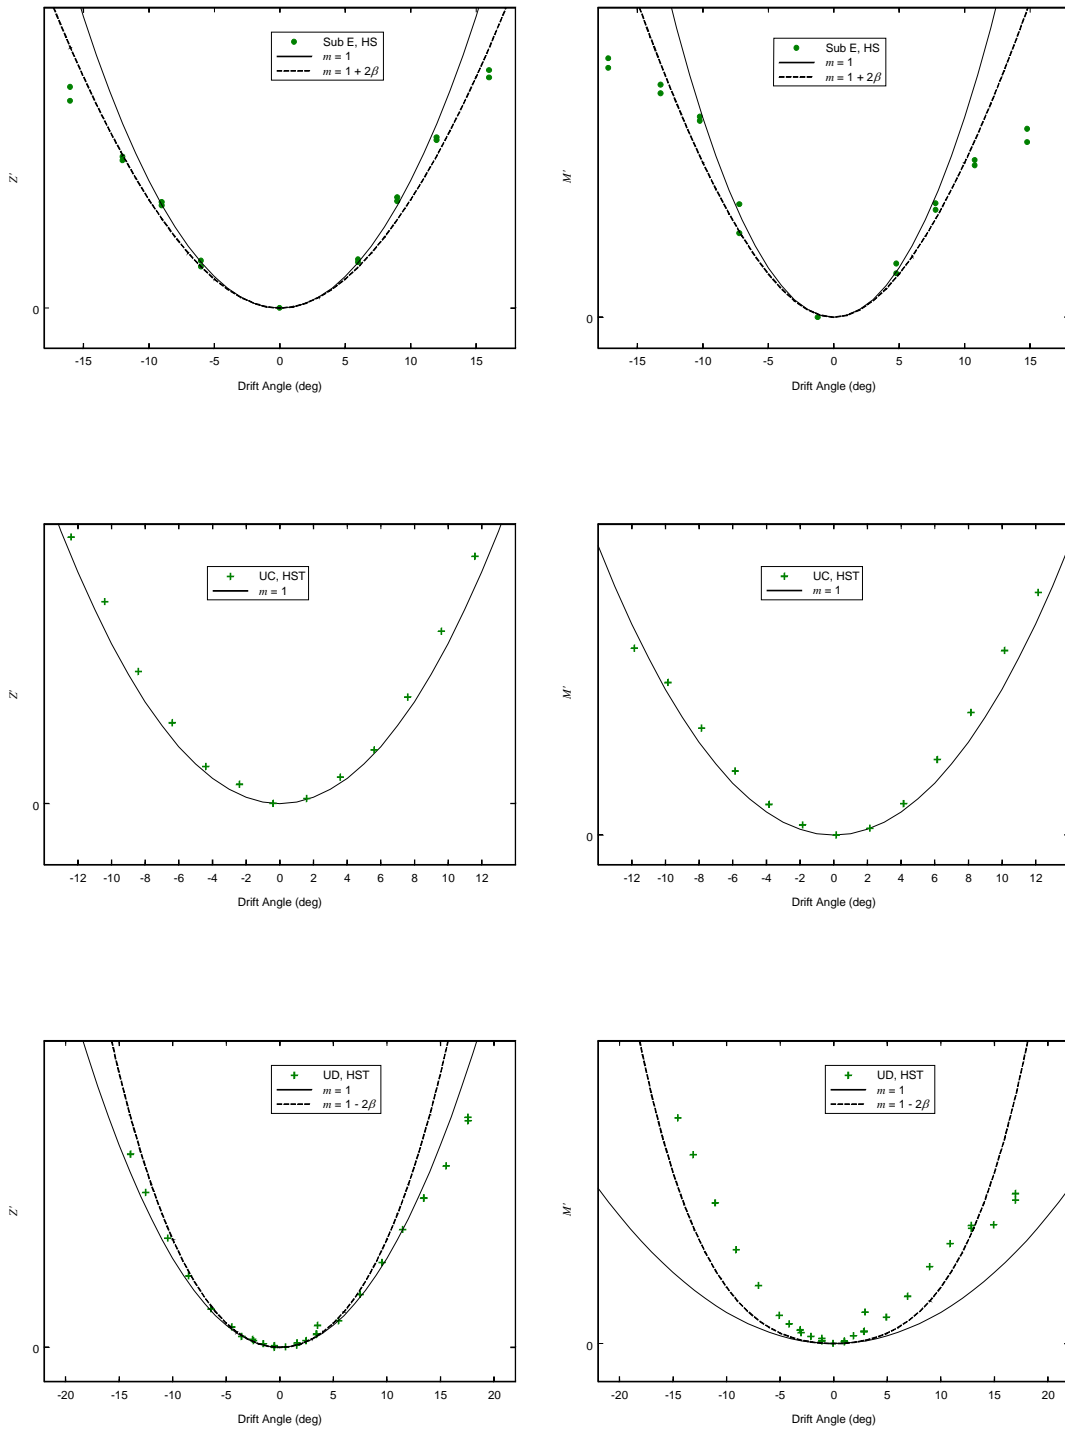 Sub E, HS
m = 1
m = 1 + 2β
Z'
0
-15 -10 -5 0 5 10 15
Drift Angle (deg)
Sub E, HS
m = 1
m = 1 + 2β
M'
0
-15 -10 -5 0 5 10 15
Drift Angle (deg)
UC, HST
m = 1
Z'
0
-12 -10 -8 -6 -4 -2 0 2 4 6 8 10 12
Drift Angle (deg)
UC, HST
m = 1
M'
0
-12 -10 -8 -6 -4 -2 0 2 4 6 8 10 12
Drift Angle (deg)
UD, HST
m = 1
m = 1 - 2β
Z'
0
-20 -15 -10 -5 0 5 10 15 20
Drift Angle (deg)
UD, HST
m = 1
m = 1 - 2β
M'
0
-20 -15 -10 -5 0 5 10 15 20
Drift Angle (deg)